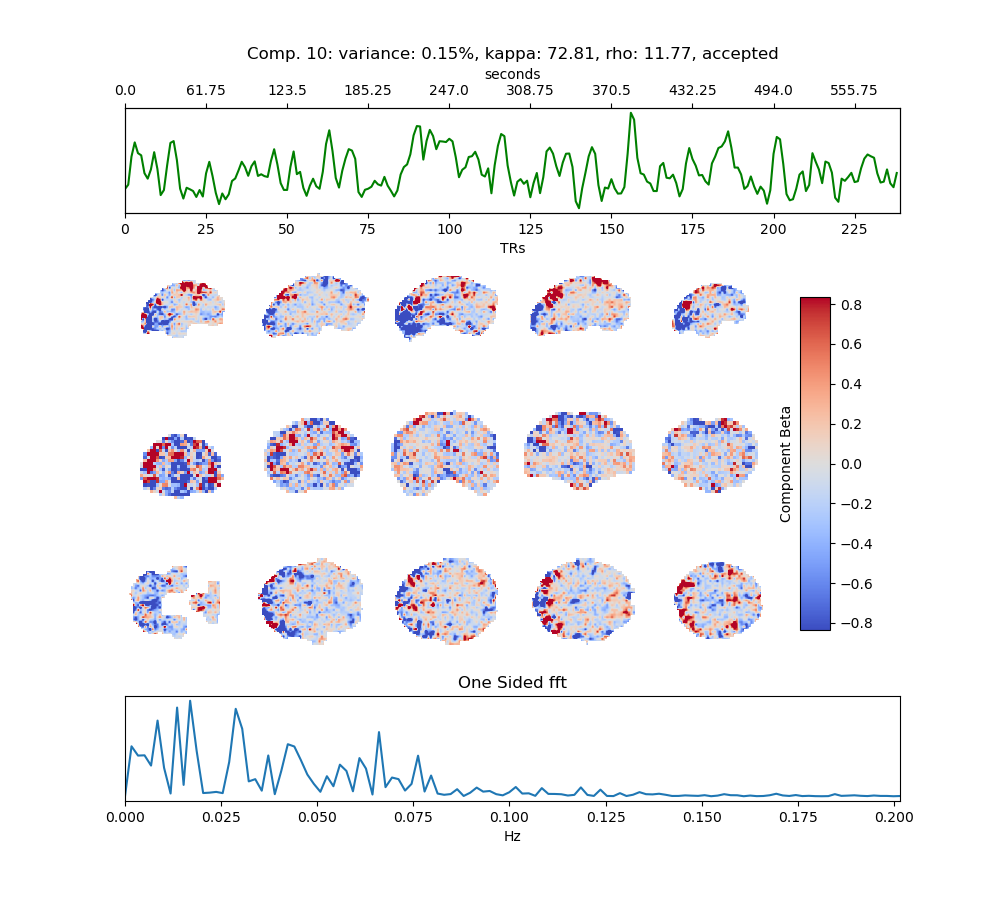 Comp. 10: variance: 0.15%, kappa: 72.81, rho: 11.77, accepted
seconds
0.0 61.75 123.5 185.25 247.0 308.75 370.5 432.25 494.0 555.75
0 25 50 75 100 125 150 175 200 225
TRs
0.8
0.6
0.4
0.2
0.0
−0.2
−0.4
−0.6
−0.8
Component Beta
One Sided fft
0.000 0.025 0.050 0.075 0.100 0.125 0.150 0.175 0.200
Hz